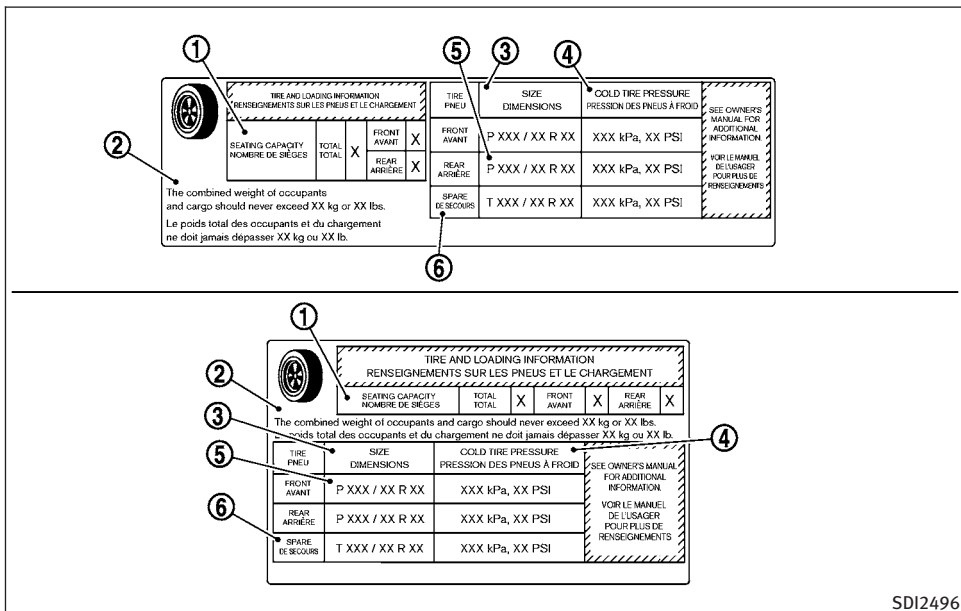 ① ⑤ ③ ④
TIRE AND LOADING INFORMATION
RENSEIGNEMENTS SUR LES PNEUS ET LE CHARGEMENT
SEATING CAPACITY
NOMBRE DE SIÈGES
TOTAL
TOTAL
X
FRONT
AVANT
X
REAR
ARRIÈRE
X
②
The combined weight of occupants
and cargo should never exceed XX kg or XX lbs.
Le poids total des occupants et du chargement
ne doit jamais dépasser XX kg ou XX lb.
TIRE
PNEU
SIZE
DIMENSIONS
COLD TIRE PRESSURE
PRESSION DES PNEUS À FROID
FRONT
AVANT
P XXX / XX R XX
XXX kPa, XX PSI
REAR
ARRIÈRE
P XXX / XX R XX
XXX kPa, XX PSI
SPARE
DE SECOURS
T XXX / XX R XX
XXX kPa, XX PSI
SEE OWNER'S
MANUAL FOR
ADDITIONAL
INFORMATION.
VOIR LE MANUEL
DE L'USAGER
POUR PLUS DE
RENSEIGNEMENTS
⑥
①
TIRE AND LOADING INFORMATION
RENSEIGNEMENTS SUR LES PNEUS ET LE CHARGEMENT
SEATING CAPACITY
NOMBRE DE SIÈGES
TOTAL
TOTAL
X
FRONT
AVANT
X
REAR
ARRIÈRE
X
②
The combined weight of occupants and cargo should never exceed XX kg or XX lbs.
Le poids total des occupants et du chargement ne doit jamais dépasser XX kg ou XX lb.
③
④
TIRE
PNEU
SIZE
DIMENSIONS
COLD TIRE PRESSURE
PRESSION DES PNEUS À FROID
⑤
FRONT
AVANT
P XXX / XX R XX
XXX kPa, XX PSI
REAR
ARRIÈRE
P XXX / XX R XX
XXX kPa, XX PSI
⑥
SPARE
DE SECOURS
T XXX / XX R XX
XXX kPa, XX PSI
SEE OWNER'S MANUAL
FOR ADDITIONAL
INFORMATION.
VOIR LE MANUEL
DE L'USAGER
POUR PLUS DE
RENSEIGNEMENTS
SDI2496